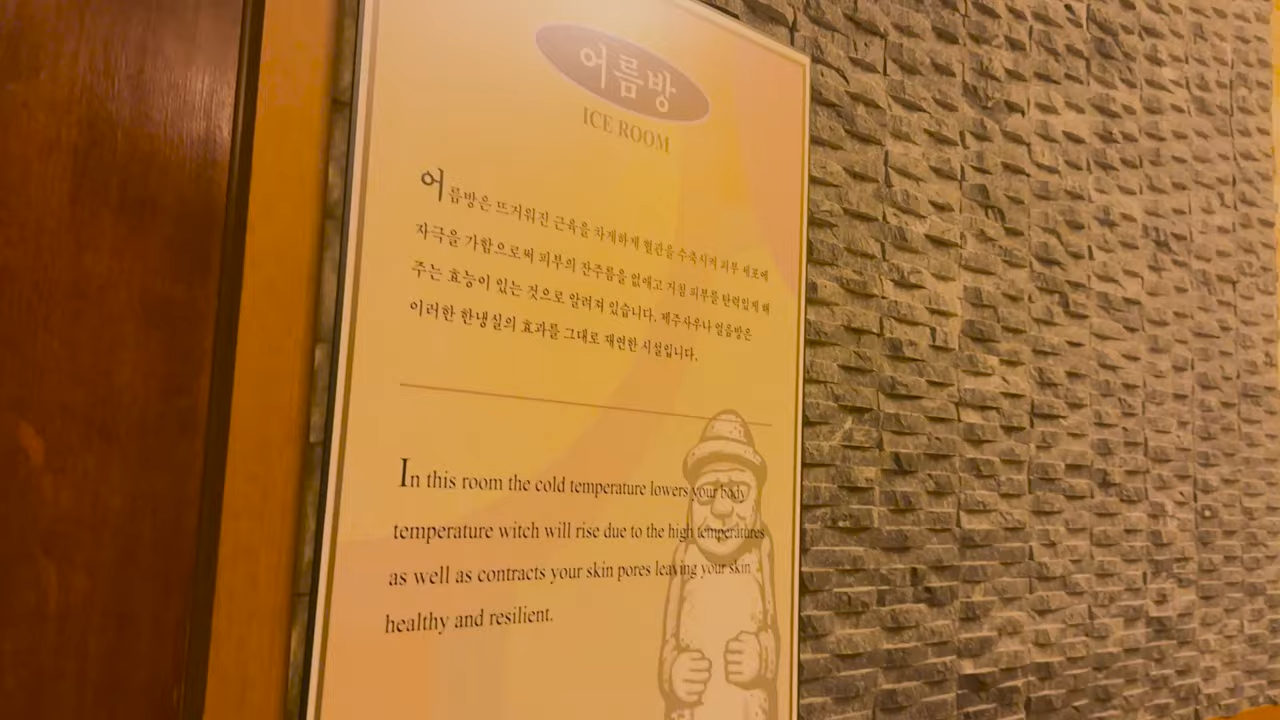 어름방
ICE ROOM
어름방은 뜨거워진 근육을 차게하게 혈관을 수축시켜 피부 세포에
자극을 가함으로써 피부의 잔주름을 없애고 거친 피부를 탄력있게 해
주는 효능이 있는 것으로 알려져 있습니다. 제주사우나 얼음방은
이러한 한냉실의 효과를 그대로 재연한 시설입니다.
In this room the cold temperature lowers your body
temperature witch will rise due to the high temperatures
as well as contracts your skin pores leaving your skin
healthy and resilient.